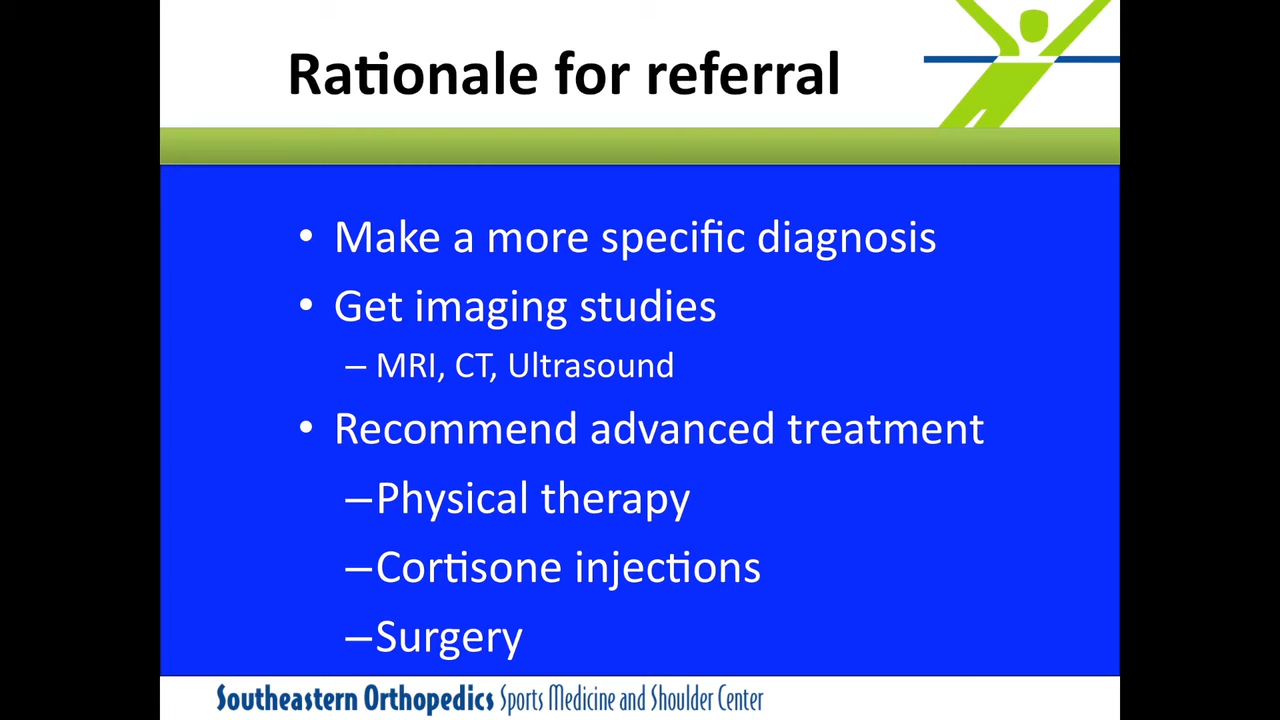 Rationale for referral
• Make a more specific diagnosis
• Get imaging studies
– MRI, CT, Ultrasound
• Recommend advanced treatment
–Physical therapy
–Cortisone injections
–Surgery
Southeastern Orthopedics Sports Medicine and Shoulder Center